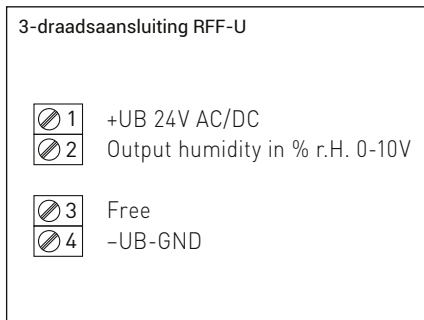 3-draadsaansluiting RFF-U
1 +UB 24V AC/DC
2 Output humidity in % r.H. 0-10V
3 Free
4 –UB-GND